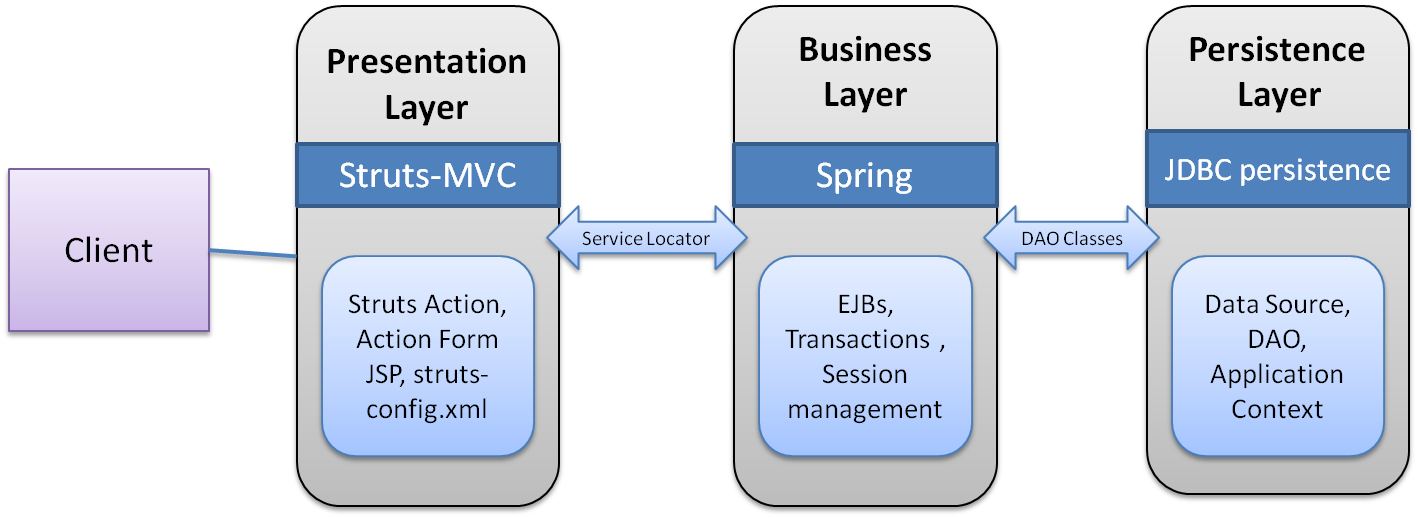 Client
Presentation
Layer
Struts-MVC
Struts Action,
Action Form
JSP, struts-
config.xml
Service Locator
Business
Layer
Spring
EJBs,
Transactions ,
Session
management
DAO Classes
Persistence
Layer
JDBC persistence
Data Source,
DAO,
Application
Context